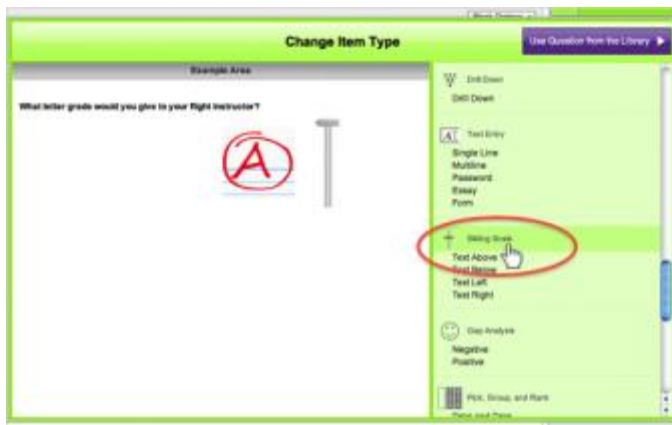 Change Item Type
Use Question from the Library
Example Area
What letter grade would you give to your flight instructor?
A
Drill Down
Drill Down
Text Entry
Single Line
Multiline
Password
Essay
Form
Sliding Scale
Text Above
Text Below
Text Left
Text Right
Gap Analysis
Negative
Positive
Pick, Group, and Rank